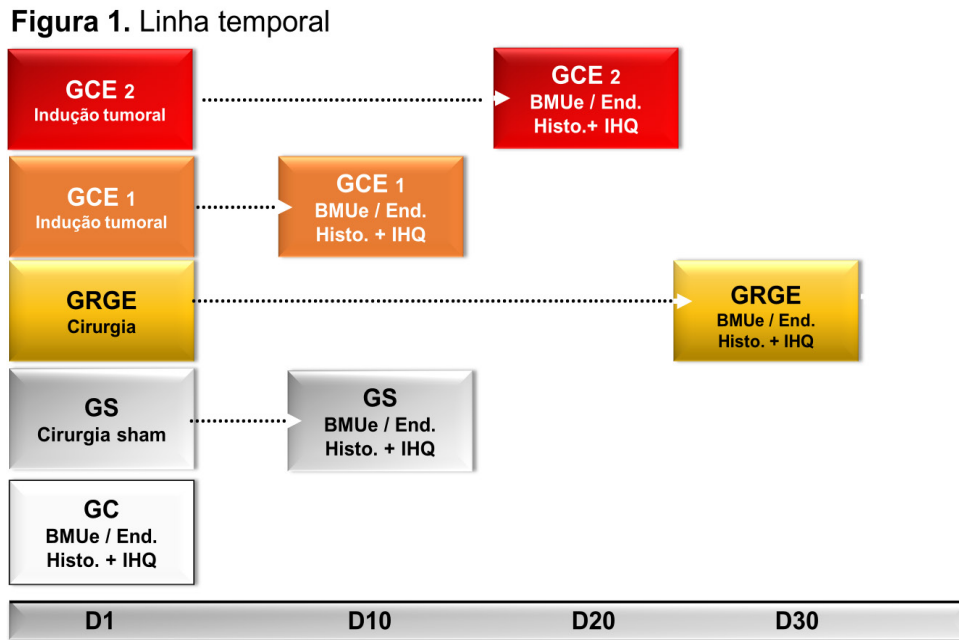 Figura 1. Linha temporal
GCE 2
Indução tumoral
GCE 2
BMUe / End.
Histo.+ IHQ
GCE 1
Indução tumoral
GCE 1
BMUe / End.
Histo. + IHQ
GRGE
Cirurgia
GRGE
BMUe / End.
Histo. + IHQ
GS
Cirurgia sham
GS
BMUe / End.
Histo. + IHQ
GC
BMUe / End.
Histo. + IHQ
D1 D10 D20 D30